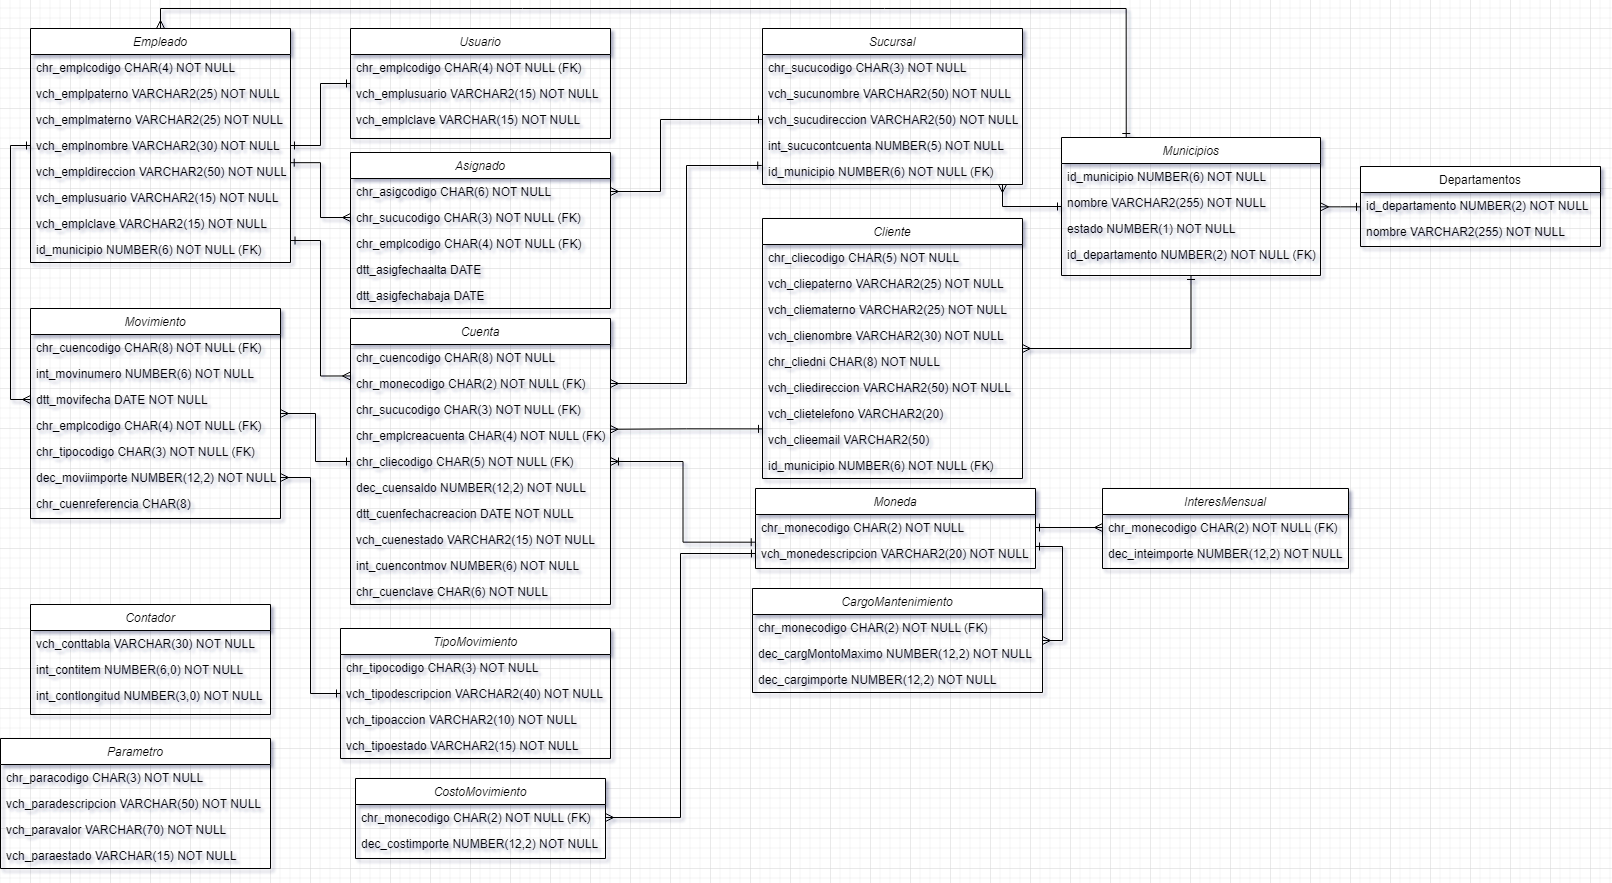 Empleado
chr_emplcodigo CHAR(4) NOT NULL
vch_emplpaterno VARCHAR2(25) NOT NULL
vch_emplmaterno VARCHAR2(25) NOT NULL
vch_emplnombre VARCHAR2(30) NOT NULL
vch_empldireccion VARCHAR2(50) NOT NULL
vch_emplusuario VARCHAR2(15) NOT NULL
vch_emplclave VARCHAR2(15) NOT NULL
id_municipio NUMBER(6) NOT NULL (FK)
Usuario
chr_emplcodigo CHAR(4) NOT NULL (FK)
vch_emplusuario VARCHAR2(15) NOT NULL
vch_emplclave VARCHAR(15) NOT NULL
Asignado
chr_asigcodigo CHAR(6) NOT NULL
chr_sucucodigo CHAR(3) NOT NULL (FK)
chr_emplcodigo CHAR(4) NOT NULL (FK)
dtt_asigfechaalta DATE
dtt_asigfechabaja DATE
Sucursal
chr_sucucodigo CHAR(3) NOT NULL
vch_sucunombre VARCHAR2(50) NOT NULL
vch_sucudireccion VARCHAR2(50) NOT NULL
int_sucucontcuenta NUMBER(5) NOT NULL
id_municipio NUMBER(6) NOT NULL (FK)
Municipios
id_municipio NUMBER(6) NOT NULL
nombre VARCHAR2(255) NOT NULL
estado NUMBER(1) NOT NULL
id_departamento NUMBER(2) NOT NULL (FK)
Departamentos
id_departamento NUMBER(2) NOT NULL
nombre VARCHAR2(255) NOT NULL
Cliente
chr_cliecodigo CHAR(5) NOT NULL
vch_cliepaterno VARCHAR2(25) NOT NULL
vch_cliematerno VARCHAR2(25) NOT NULL
vch_clienombre VARCHAR2(30) NOT NULL
chr_cliedni CHAR(8) NOT NULL
vch_cliedireccion VARCHAR2(50) NOT NULL
vch_clietelefono VARCHAR2(20)
vch_clieemail VARCHAR2(50)
id_municipio NUMBER(6) NOT NULL (FK)
Movimiento
chr_cuencodigo CHAR(8) NOT NULL (FK)
int_movinumero NUMBER(6) NOT NULL
dtt_movifecha DATE NOT NULL
chr_emplcodigo CHAR(4) NOT NULL (FK)
chr_tipocodigo CHAR(3) NOT NULL (FK)
dec_moviimporte NUMBER(12,2) NOT NULL
chr_cuenreferencia CHAR(8)
Cuenta
chr_cuencodigo CHAR(8) NOT NULL
chr_monecodigo CHAR(2) NOT NULL (FK)
chr_sucucodigo CHAR(3) NOT NULL (FK)
chr_emplcreacuenta CHAR(4) NOT NULL (FK)
chr_cliecodigo CHAR(5) NOT NULL (FK)
dec_cuensaldo NUMBER(12,2) NOT NULL
dtt_cuenfechacreacion DATE NOT NULL
vch_cuenestado VARCHAR2(15) NOT NULL
int_cuencontmov NUMBER(6) NOT NULL
chr_cuenclave CHAR(6) NOT NULL
Moneda
chr_monecodigo CHAR(2) NOT NULL
vch_monedescripcion VARCHAR2(20) NOT NULL
InteresMensual
chr_monecodigo CHAR(2) NOT NULL (FK)
dec_inteimporte NUMBER(12,2) NOT NULL
CargoMantenimiento
chr_monecodigo CHAR(2) NOT NULL (FK)
dec_cargMontoMaximo NUMBER(12,2) NOT NULL
dec_cargimporte NUMBER(12,2) NOT NULL
Contador
vch_conttabla VARCHAR(30) NOT NULL
int_contitem NUMBER(6,0) NOT NULL
int_contlongitud NUMBER(3,0) NOT NULL
TipoMovimiento
chr_tipocodigo CHAR(3) NOT NULL
vch_tipodescripcion VARCHAR2(40) NOT NULL
vch_tipoaccion VARCHAR2(10) NOT NULL
vch_tipoestado VARCHAR2(15) NOT NULL
Parametro
chr_paracodigo CHAR(3) NOT NULL
vch_paradescripcion VARCHAR(50) NOT NULL
vch_paravalor VARCHAR(70) NOT NULL
vch_paraestado VARCHAR(15) NOT NULL
CostoMovimiento
chr_monecodigo CHAR(2) NOT NULL (FK)
dec_costimporte NUMBER(12,2) NOT NULL